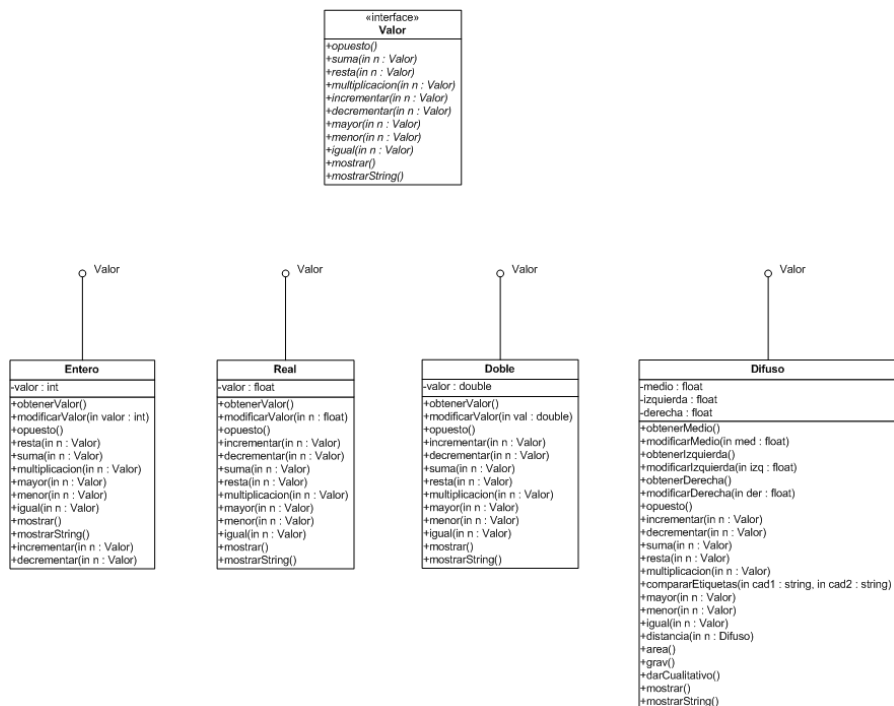 «interface»
Valor
+opuesto()
+suma(in n : Valor)
+resta(in n : Valor)
+multiplicacion(in n : Valor)
+incrementar(in n : Valor)
+decrementar(in n : Valor)
+mayor(in n : Valor)
+menor(in n : Valor)
+igual(in n : Valor)
+mostrar()
+mostrarString()
Valor
Entero
-valor : int
+obtenerValor()
+modificarValor(in valor : int)
+opuesto()
+resta(in n : Valor)
+suma(in n : Valor)
+multiplicacion(in n : Valor)
+mayor(in n : Valor)
+menor(in n : Valor)
+igual(in n : Valor)
+mostrar()
+mostrarString()
+incrementar(in n : Valor)
+decrementar(in n : Valor)
Valor
Real
-valor : float
+obtenerValor()
+modificarValor(in n : float)
+opuesto()
+incrementar(in n : Valor)
+decrementar(in n : Valor)
+suma(in n : Valor)
+resta(in n : Valor)
+multiplicacion(in n : Valor)
+mayor(in n : Valor)
+menor(in n : Valor)
+igual(in n : Valor)
+mostrar()
+mostrarString()
Valor
Doble
-valor : double
+obtenerValor()
+modificarValor(in val : double)
+opuesto()
+incrementar(in n : Valor)
+decrementar(in n : Valor)
+suma(in n : Valor)
+resta(in n : Valor)
+multiplicacion(in n : Valor)
+mayor(in n : Valor)
+menor(in n : Valor)
+igual(in n : Valor)
+mostrar()
+mostrarString()
Valor
Difuso
-medio : float
-izquierda : float
-derecha : float
+obtenerMedio()
+modificarMedio(in med : float)
+obtenerIzquierda()
+modificarIzquierda(in izq : float)
+obtenerDerecha()
+modificarDerecha(in der : float)
+opuesto()
+incrementar(in n : Valor)
+decrementar(in n : Valor)
+suma(in n : Valor)
+resta(in n : Valor)
+multiplicacion(in n : Valor)
+compararEtiquetas(in cad1 : string, in cad2 : string)
+mayor(in n : Valor)
+menor(in n : Valor)
+igual(in n : Valor)
+distancia(in n : Difuso)
+area()
+grav()
+darCualitativo()
+mostrar()
+mostrarString()